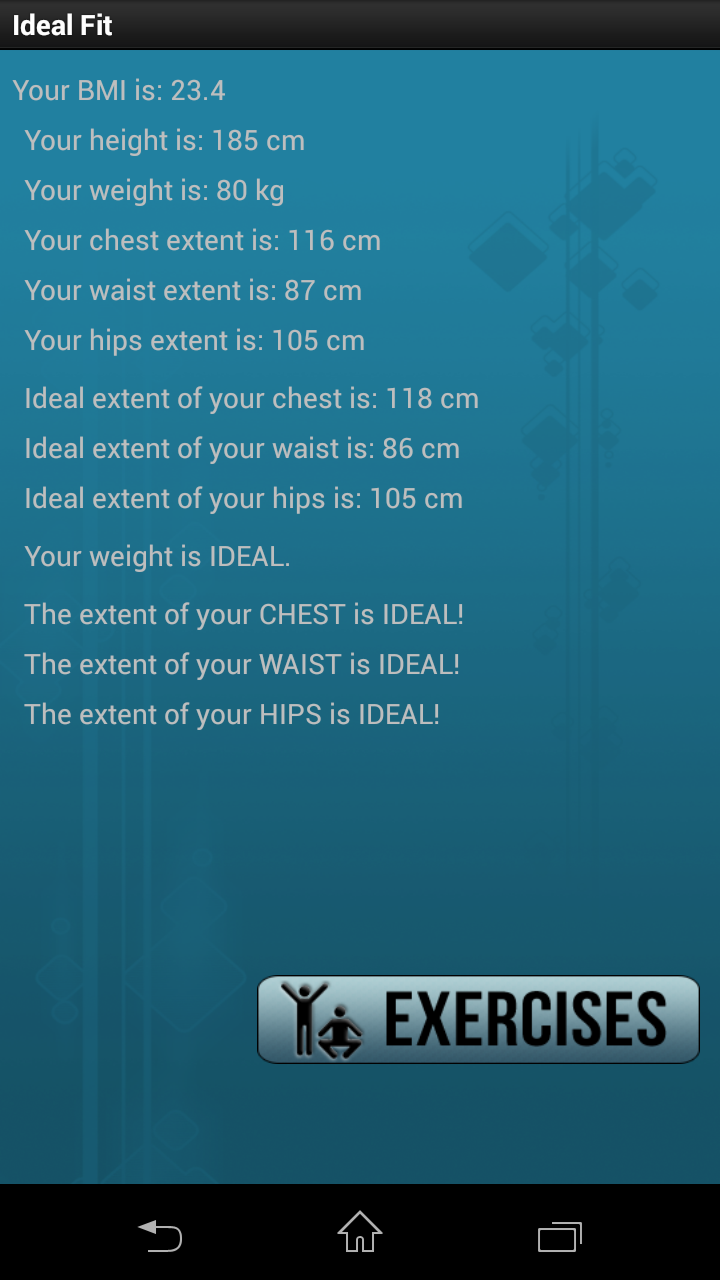 Ideal Fit
Your BMI is: 23.4
Your height is: 185 cm
Your weight is: 80 kg
Your chest extent is: 116 cm
Your waist extent is: 87 cm
Your hips extent is: 105 cm
Ideal extent of your chest is: 118 cm
Ideal extent of your waist is: 86 cm
Ideal extent of your hips is: 105 cm
Your weight is IDEAL.
The extent of your CHEST is IDEAL!
The extent of your WAIST is IDEAL!
The extent of your HIPS is IDEAL!
EXERCISES